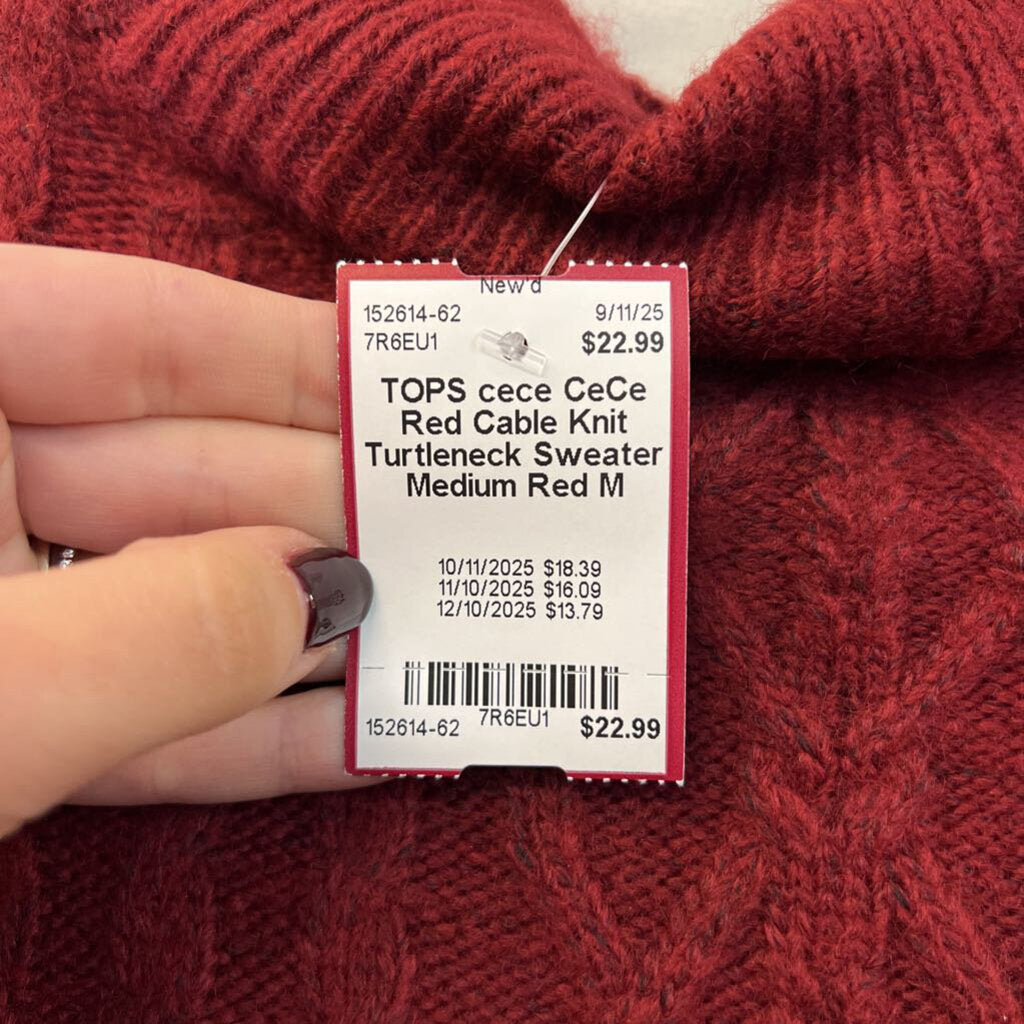 New'd
152614-62 9/11/25
7R6EU1 $22.99
TOPS cece CeCe
Red Cable Knit
Turtleneck Sweater
Medium Red M
10/11/2025 $18.39
11/10/2025 $16.09
12/10/2025 $13.79
152614-62 7R6EU1 $22.99